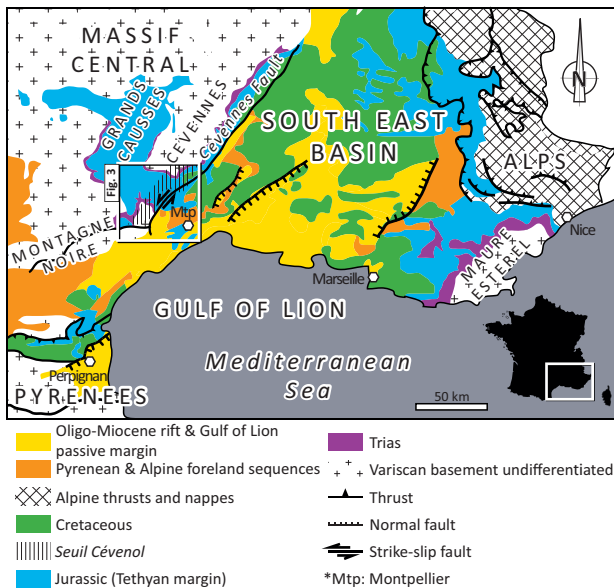 MASSIF
CENTRAL
GRANDS
CAUSSES
CÉVENNES
Cévennes Fault
SOUTH EAST
BASIN
ALPS
N
Fig. 3
Mtp
MONTAGNE
NOIRE
Nice
MAURE
ESTEREL
Marseille
GULF OF LION
Mediterranean
Sea
Perpignan
PYRENEES
50 km
Oligo-Miocene rift & Gulf of Lion
passive margin
Pyrenean & Alpine foreland sequences
Alpine thrusts and nappes
Cretaceous
Seuil Cévenol
Jurassic (Tethyan margin)
Trias
Variscan basement undifferentiated
Thrust
Normal fault
Strike-slip fault
*Mtp: Montpellier